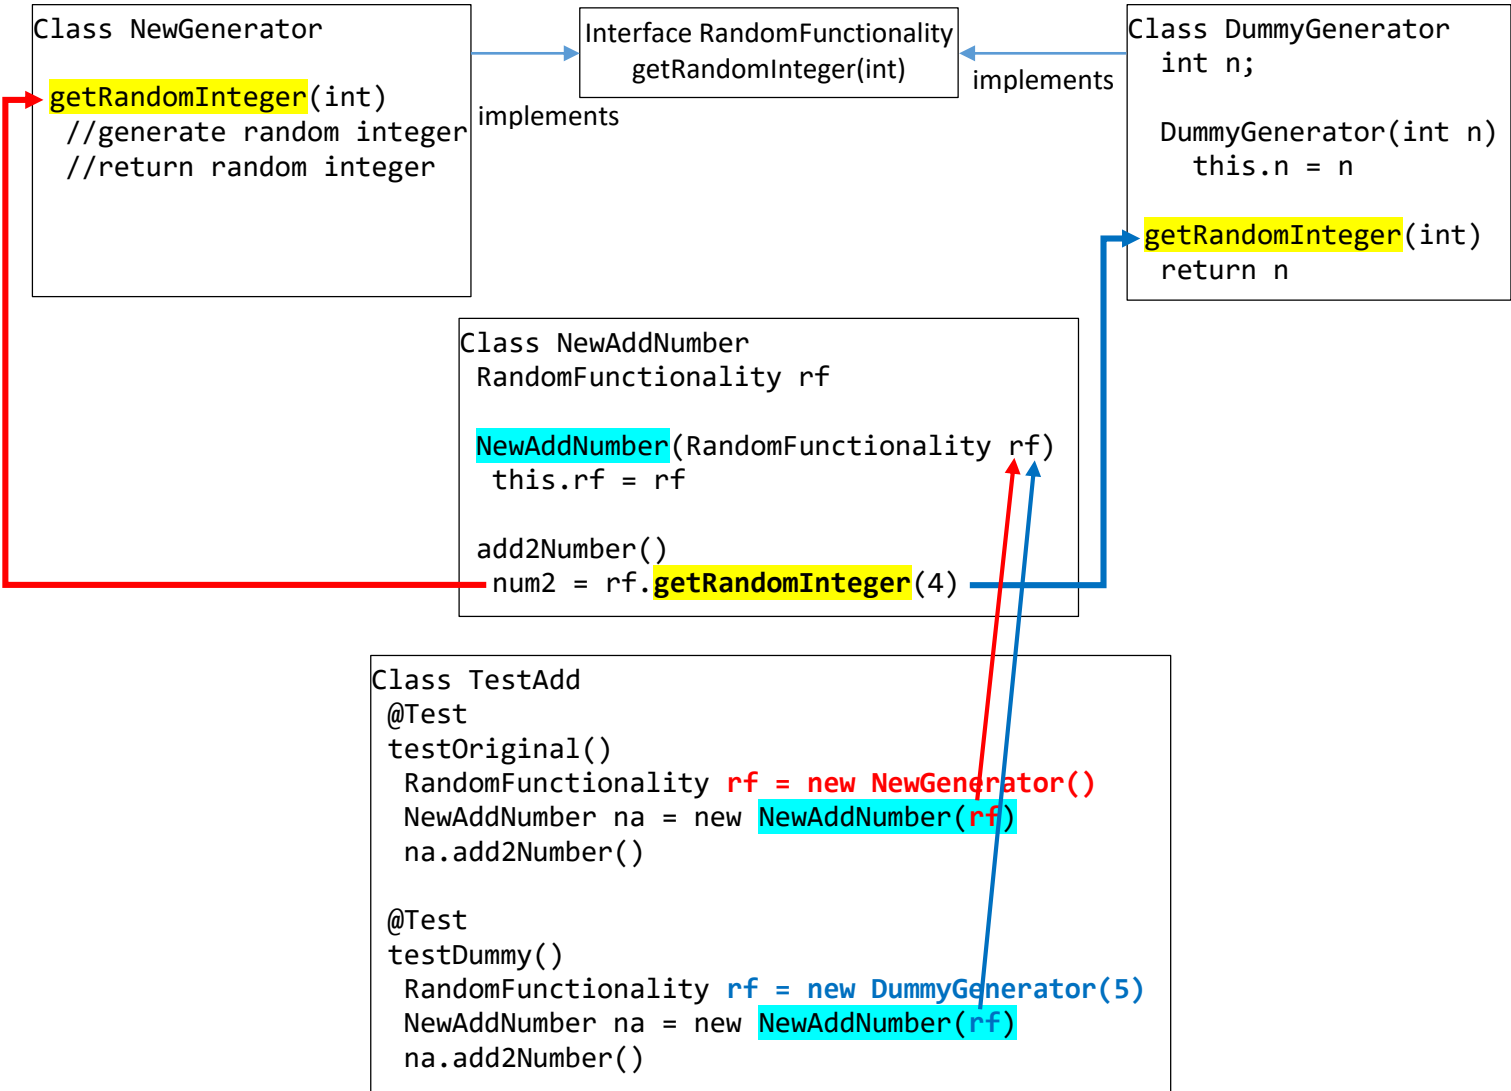 Class NewGenerator
getRandomInteger(int)
//generate random integer
//return random integer
implements
Interface RandomFunctionality
getRandomInteger(int)
implements
Class DummyGenerator
int n;
DummyGenerator(int n)
this.n = n
getRandomInteger(int)
return n
Class NewAddNumber
RandomFunctionality rf
NewAddNumber(RandomFunctionality rf)
this.rf = rf
add2Number()
num2 = rf.getRandomInteger(4)
Class TestAdd
@Test
testOriginal()
RandomFunctionality rf = new NewGenerator()
NewAddNumber na = new NewAddNumber(rf)
na.add2Number()
@Test
testDummy()
RandomFunctionality rf = new DummyGenerator(5)
NewAddNumber na = new NewAddNumber(rf)
na.add2Number()